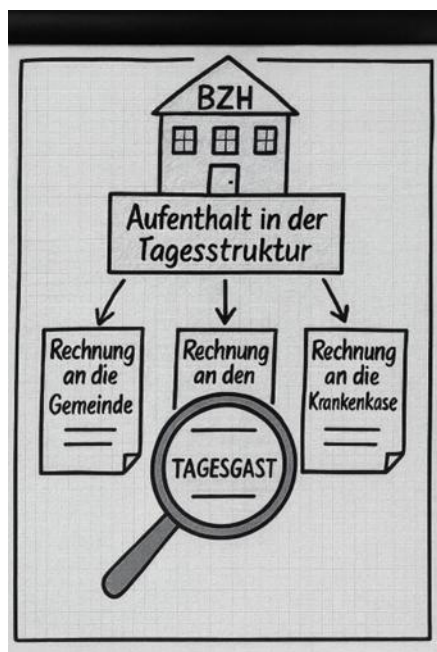 BZH
Aufenthalt in der
Tagesstruktur
Rechnung
an die
Gemeinde
Rechnung
an den
TAGESGAST
Rechnung
an die
Krankenkase